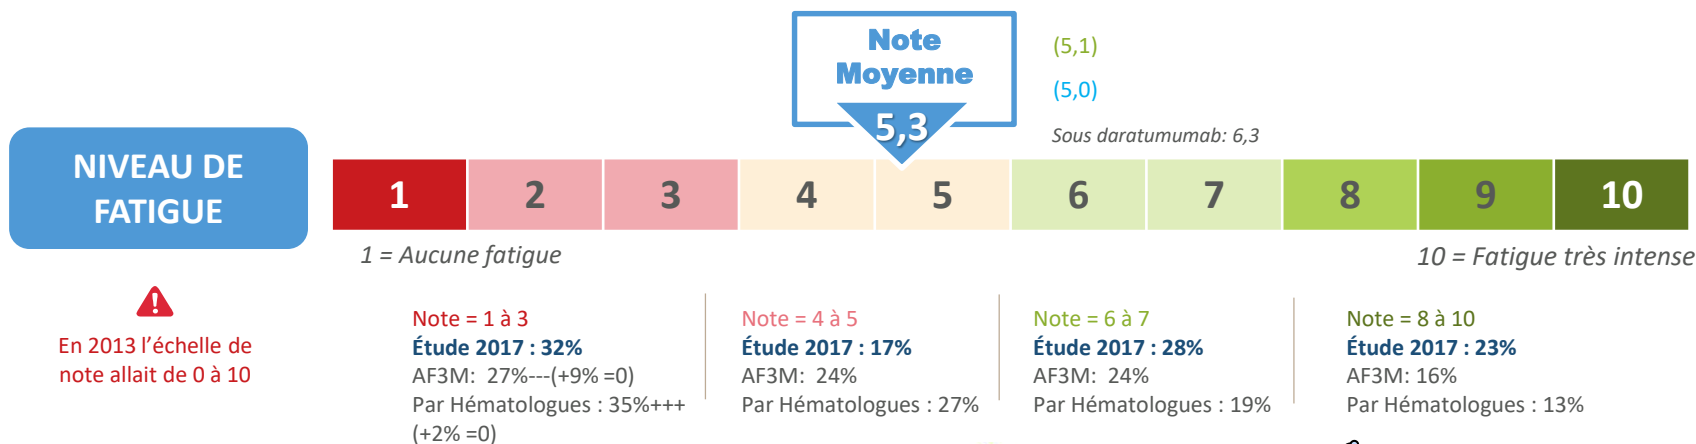 Note
Moyenne
5,3
(5,1)
(5,0)
Sous daratumumab: 6,3
NIVEAU DE
FATIGUE
1 2 3 4 5 6 7 8 9 10
1 = Aucune fatigue
10 = Fatigue très intense
En 2013 l’échelle de
note allait de 0 à 10
Note = 1 à 3
Étude 2017 : 32%
AF3M: 27%---(+9% =0)
Par Hématologues : 35%+++
(+2% =0)
Note = 4 à 5
Étude 2017 : 17%
AF3M: 24%
Par Hématologues : 27%
Note = 6 à 7
Étude 2017 : 28%
AF3M: 24%
Par Hématologues : 19%
Note = 8 à 10
Étude 2017 : 23%
AF3M: 16%
Par Hématologues : 13%